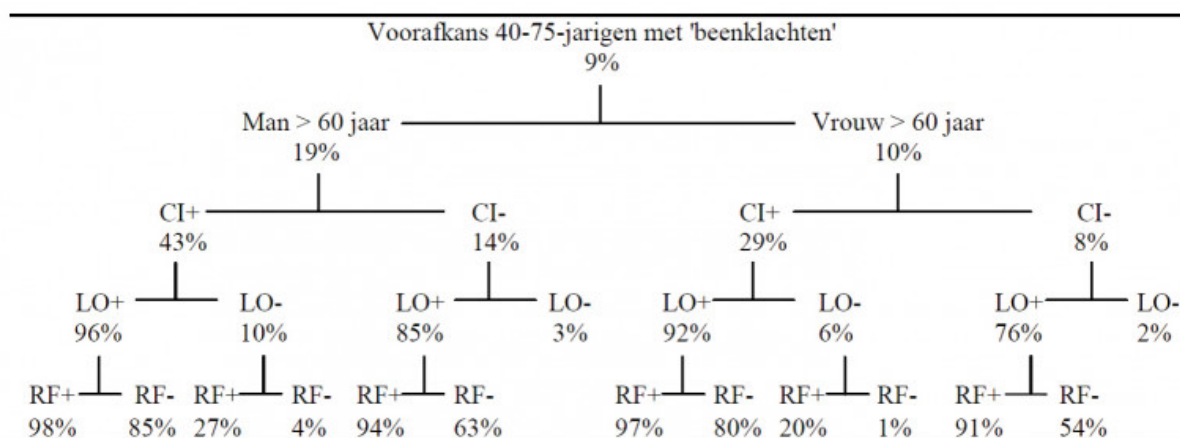 Voorafkans 40-75-jarigen met 'beenklachten'
9%
Man > 60 jaar Vrouw > 60 jaar
19% 10%
CI+ CI- CI+ CI-
43% 14% 29% 8%
LO+ LO- LO+ LO- LO+ LO- LO+ LO-
96% 10% 85% 3% 92% 6% 76% 2%
RF+ RF- RF+ RF- RF+ RF- RF+ RF- RF+ RF- RF+ RF-
98% 85% 27% 4% 94% 63% 97% 80% 20% 1% 91% 54%